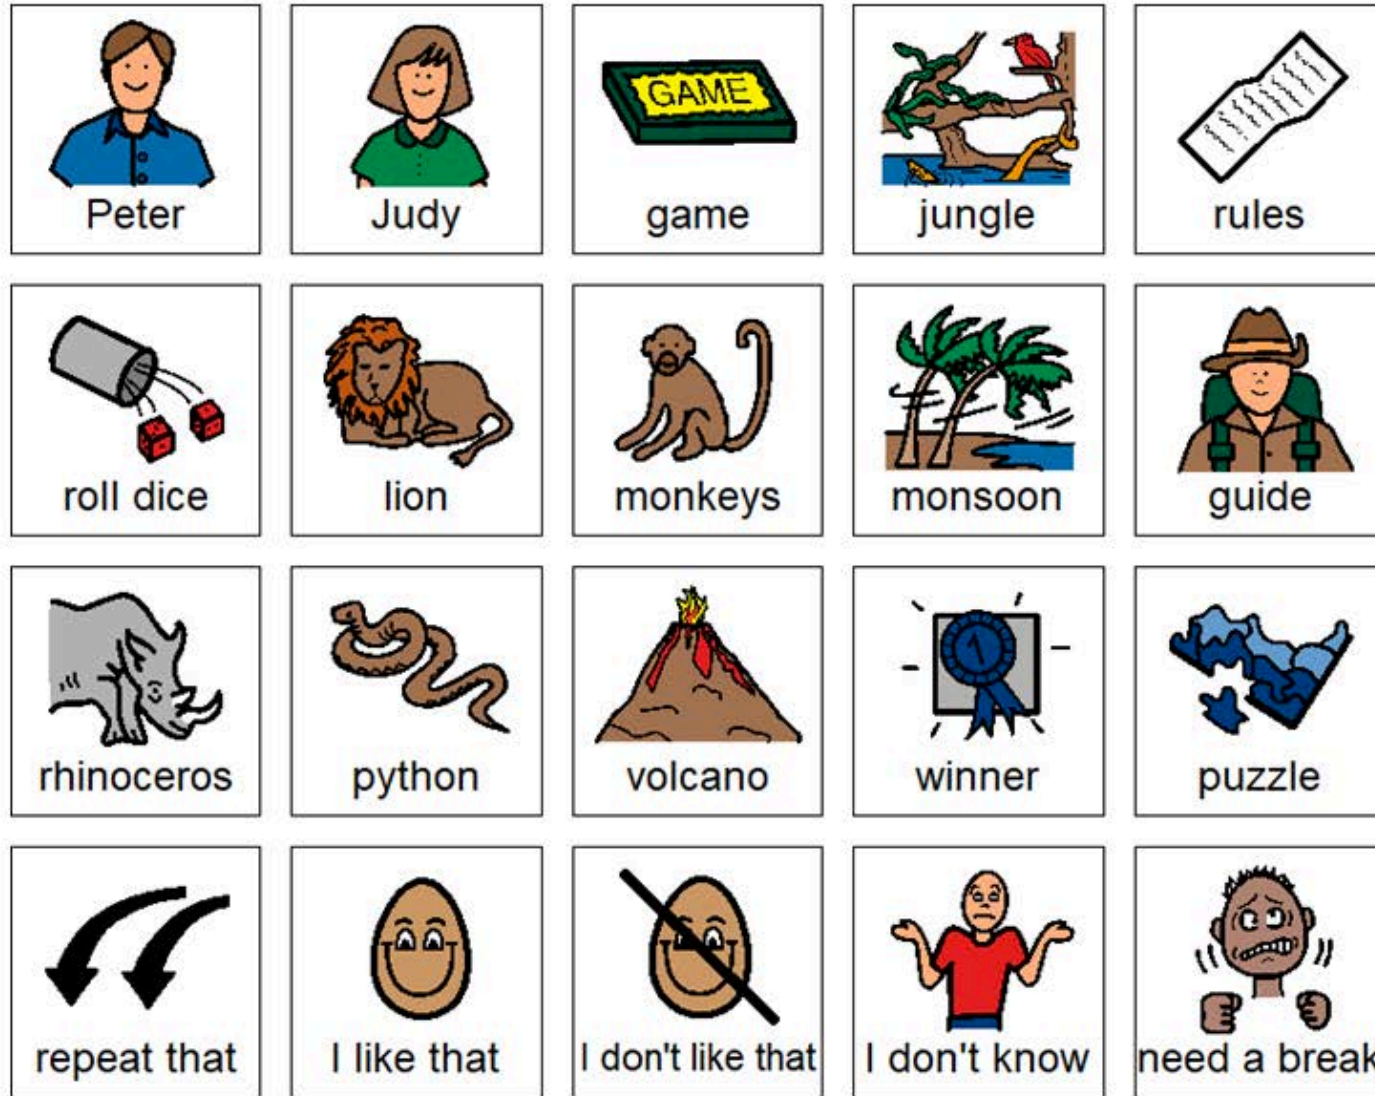 GAME
Peter
Judy
game
jungle
rules
roll dice
lion
monkeys
monsoon
guide
1
rhinoceros
python
volcano
winner
puzzle
repeat that
I like that
I don't like that
I don't know
need a break